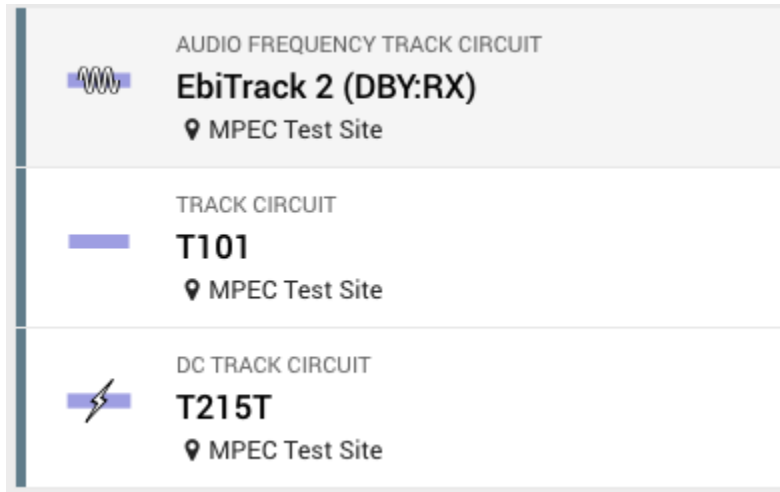 AUDIO FREQUENCY TRACK CIRCUIT
EbiTrack 2 (DBY:RX)
MPEC Test Site
TRACK CIRCUIT
T101
MPEC Test Site
DC TRACK CIRCUIT
T215T
MPEC Test Site